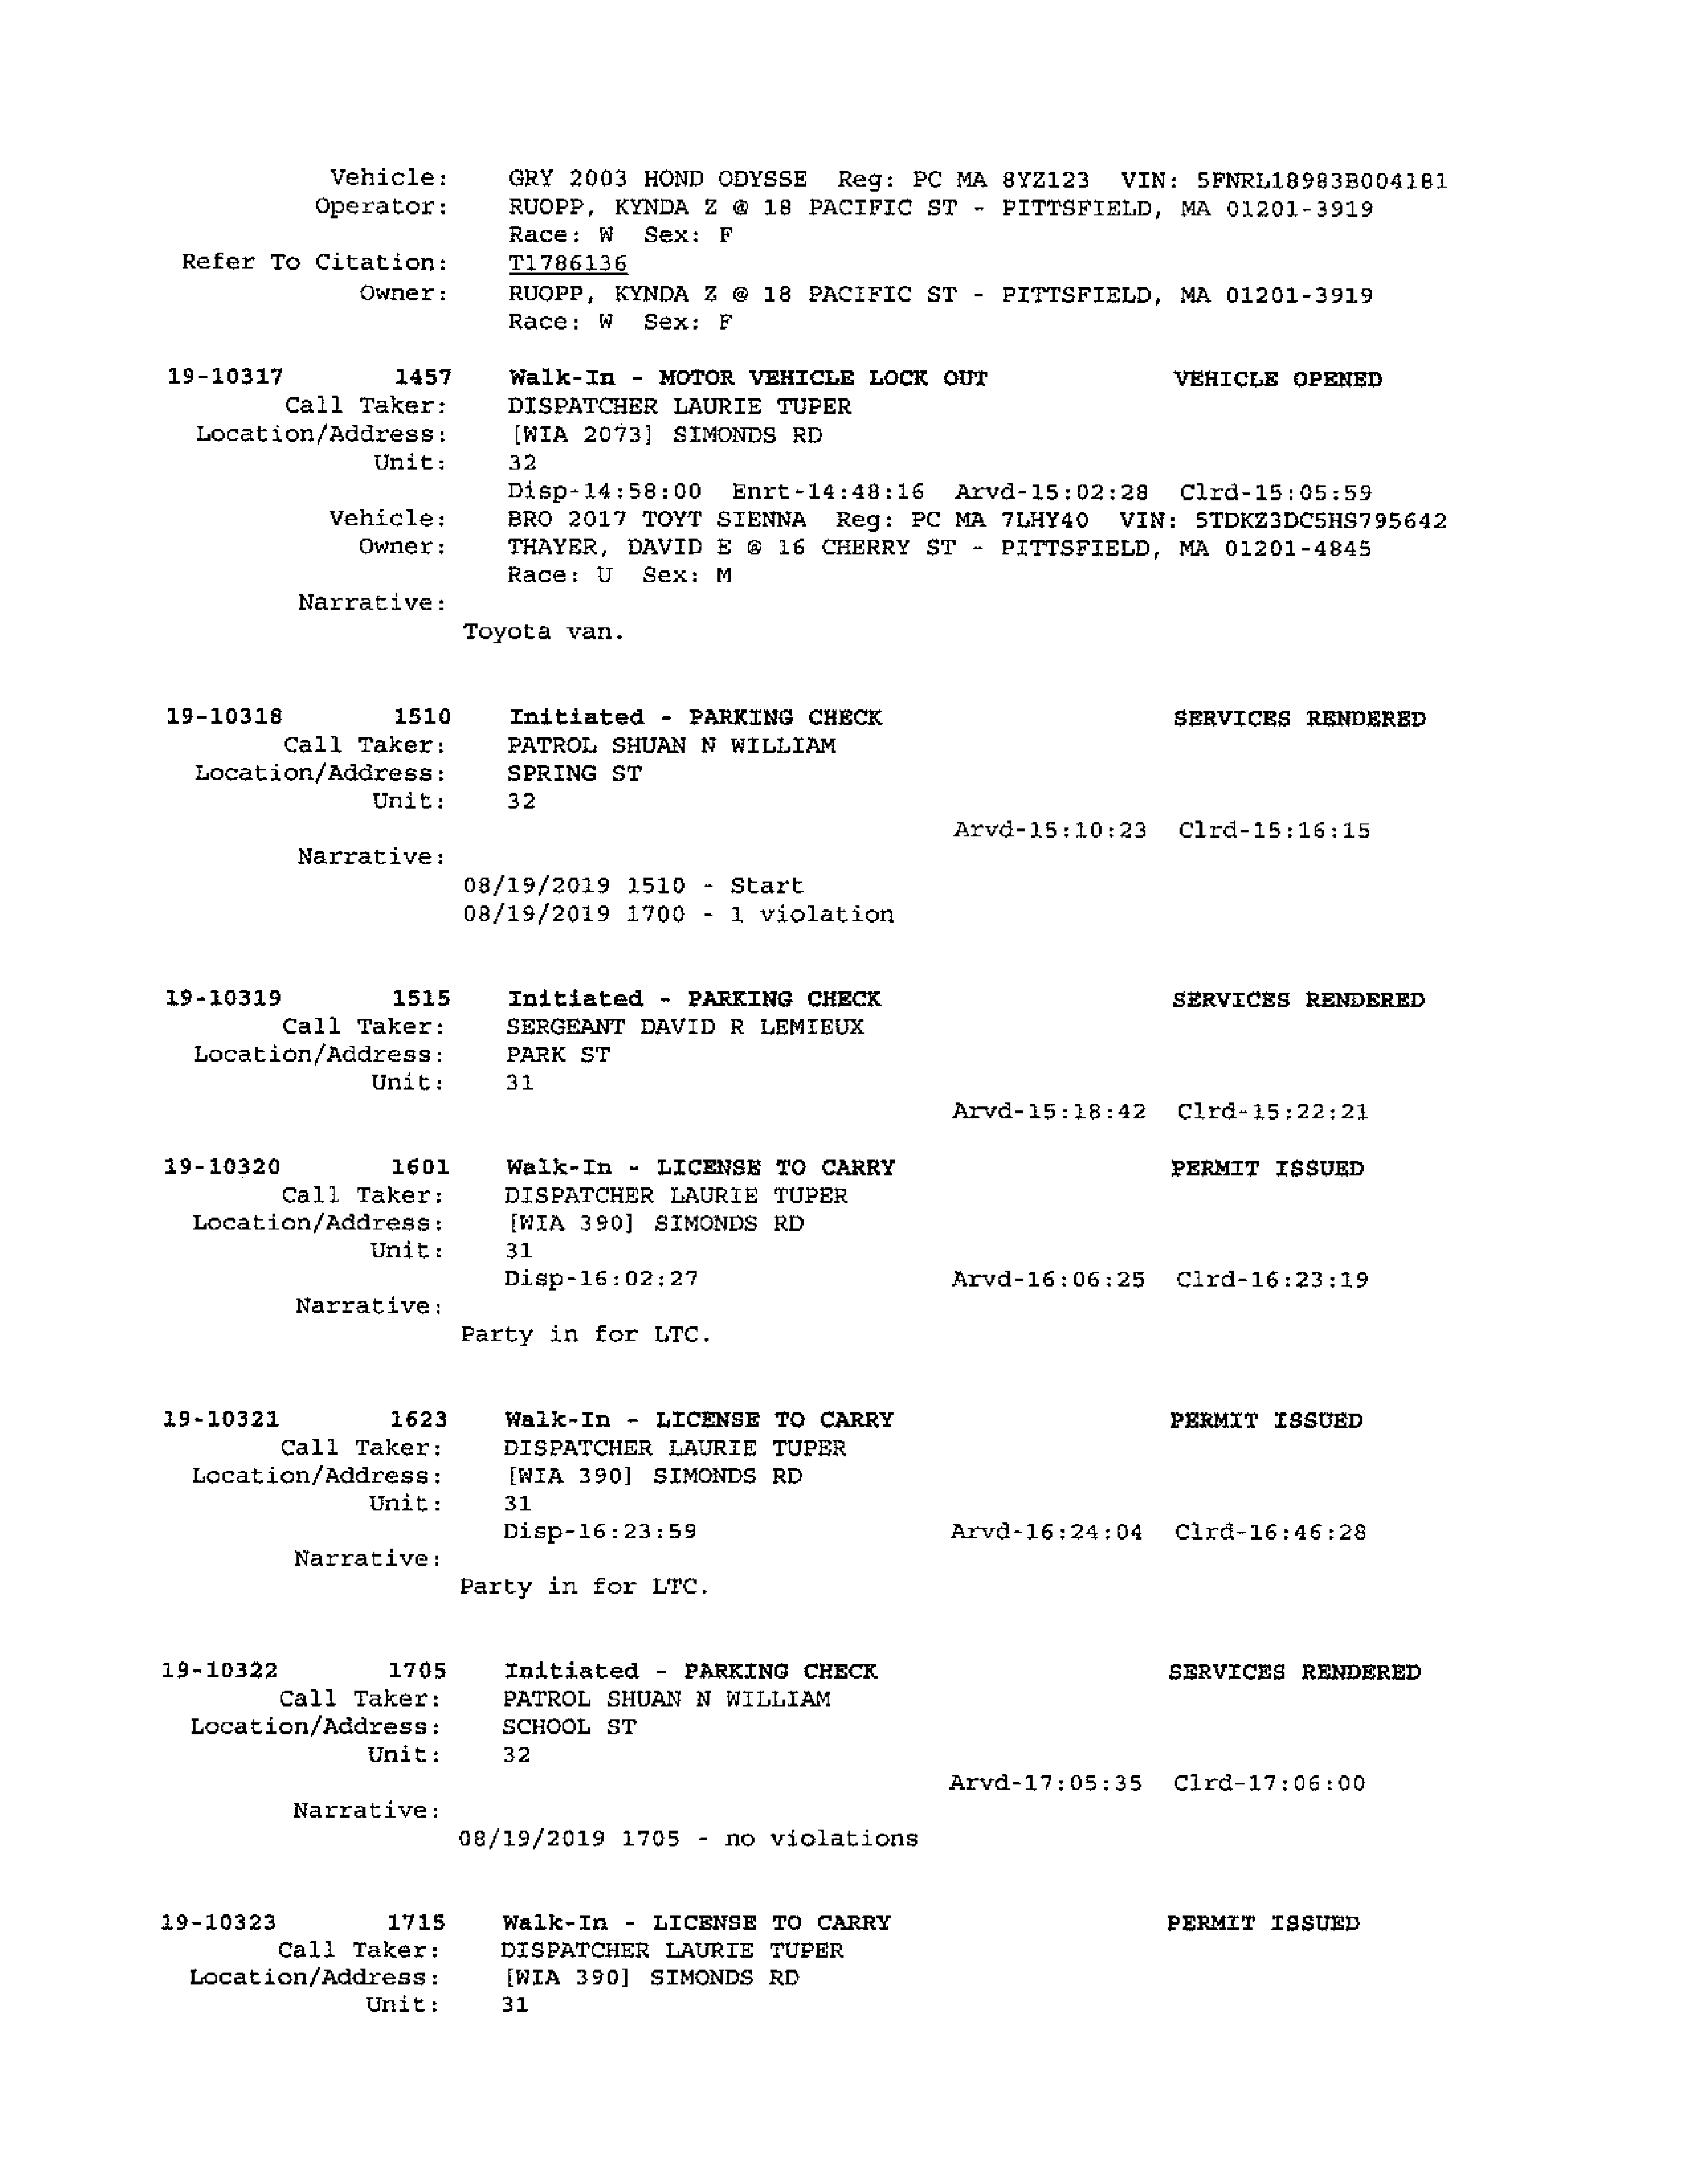 Vehicle: GRY 2003 HOND ODYSSE Reg: PC MA 8YZ123 VIN: 5FNRL18983B004181
Operator: RUOPP, KYNDA Z @ 18 PACIFIC ST - PITTSFIELD, MA 01201-3919
Race: W Sex: F
Refer To Citation: T1786136
Owner: RUOPP, KYNDA Z @ 18 PACIFIC ST - PITTSFIELD, MA 01201-3919
Race: W Sex: F
19-10317 1457 Walk-In - MOTOR VEHICLE LOCK OUT VEHICLE OPENED
Call Taker: DISPATCHER LAURIE TUPER
Location/Address: [WIA 2073] SIMONDS RD
Unit: 32
Disp-14:58:00 Enrt-14:48:16 Arvd-15:02:28 Clrd-15:05:59
Vehicle: BRO 2017 TOYT SIENNA Reg: PC MA 7LHY40 VIN: 5TDKZ3DC5HS795642
Owner: THAYER, DAVID E @ 16 CHERRY ST - PITTSFIELD, MA 01201-4845
Race: U Sex: M
Narrative:
Toyota van.
19-10318 1510 Initiated - PARKING CHECK SERVICES RENDERED
Call Taker: PATROL SHUAN N WILLIAM
Location/Address: SPRING ST
Unit: 32
Arvd-15:10:23 Clrd-15:16:15
Narrative:
08/19/2019 1510 - Start
08/19/2019 1700 - 1 violation
19-10319 1515 Initiated - PARKING CHECK SERVICES RENDERED
Call Taker: SERGEANT DAVID R LEMIEUX
Location/Address: PARK ST
Unit: 31
Arvd-15:18:42 Clrd-15:22:21
19-10320 1601 Walk-In - LICENSE TO CARRY PERMIT ISSUED
Call Taker: DISPATCHER LAURIE TUPER
Location/Address: [WIA 390] SIMONDS RD
Unit: 31
Disp-16:02:27 Arvd-16:06:25 Clrd-16:23:19
Narrative:
Party in for LTC.
19-10321 1623 Walk-In - LICENSE TO CARRY PERMIT ISSUED
Call Taker: DISPATCHER LAURIE TUPER
Location/Address: [WIA 390] SIMONDS RD
Unit: 31
Disp-16:23:59 Arvd-16:24:04 Clrd-16:46:28
Narrative:
Party in for LTC.
19-10322 1705 Initiated - PARKING CHECK SERVICES RENDERED
Call Taker: PATROL SHUAN N WILLIAM
Location/Address: SCHOOL ST
Unit: 32
Arvd-17:05:35 Clrd-17:06:00
Narrative:
08/19/2019 1705 - no violations
19-10323 1715 Walk-In - LICENSE TO CARRY PERMIT ISSUED
Call Taker: DISPATCHER LAURIE TUPER
Location/Address: [WIA 390] SIMONDS RD
Unit: 31